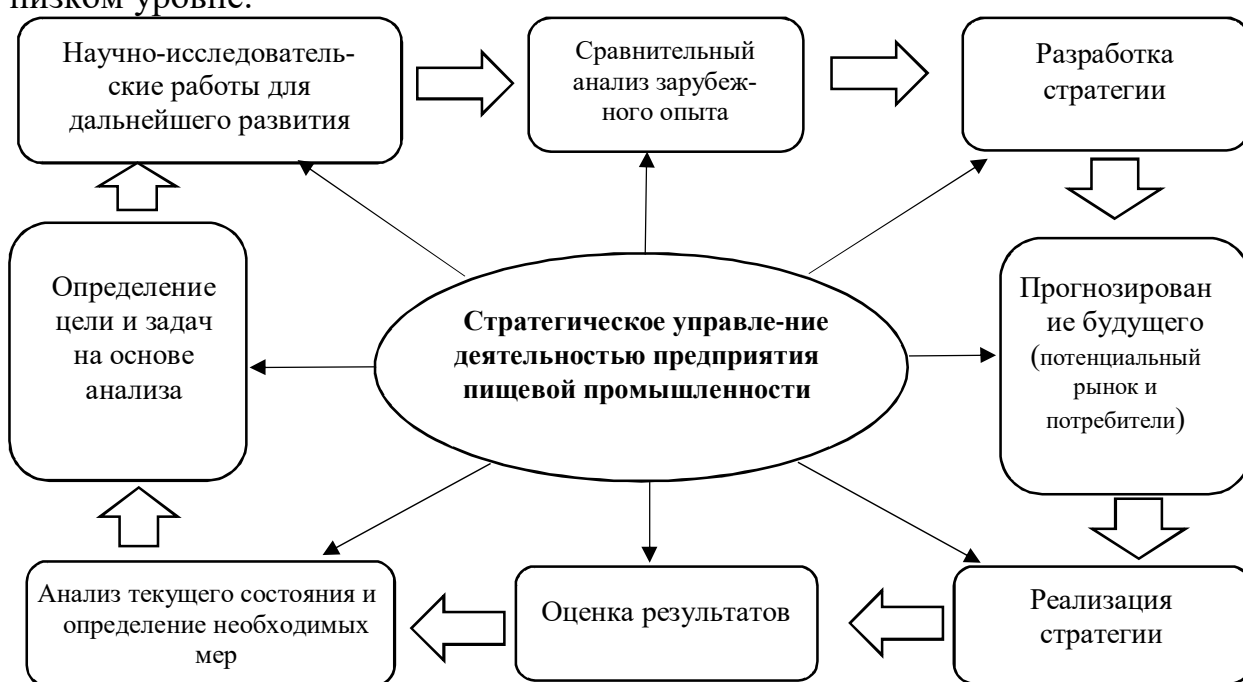 низком уровне.
Научно-исследователь-
ские работы для
дальнейшего развития
Сравнительный
анализ зарубеж-
ного опыта
Разработка
стратегии
Определение
цели и задач
на основе
анализа
Стратегическое управле-ние
деятельностью предприятия
пищевой промышленности
Прогнозирован
ие будущего
(потенциальный
рынок и
потребители)
Анализ текущего состояния и
определение необходимых
мер
Оценка результатов
Реализация
стратегии